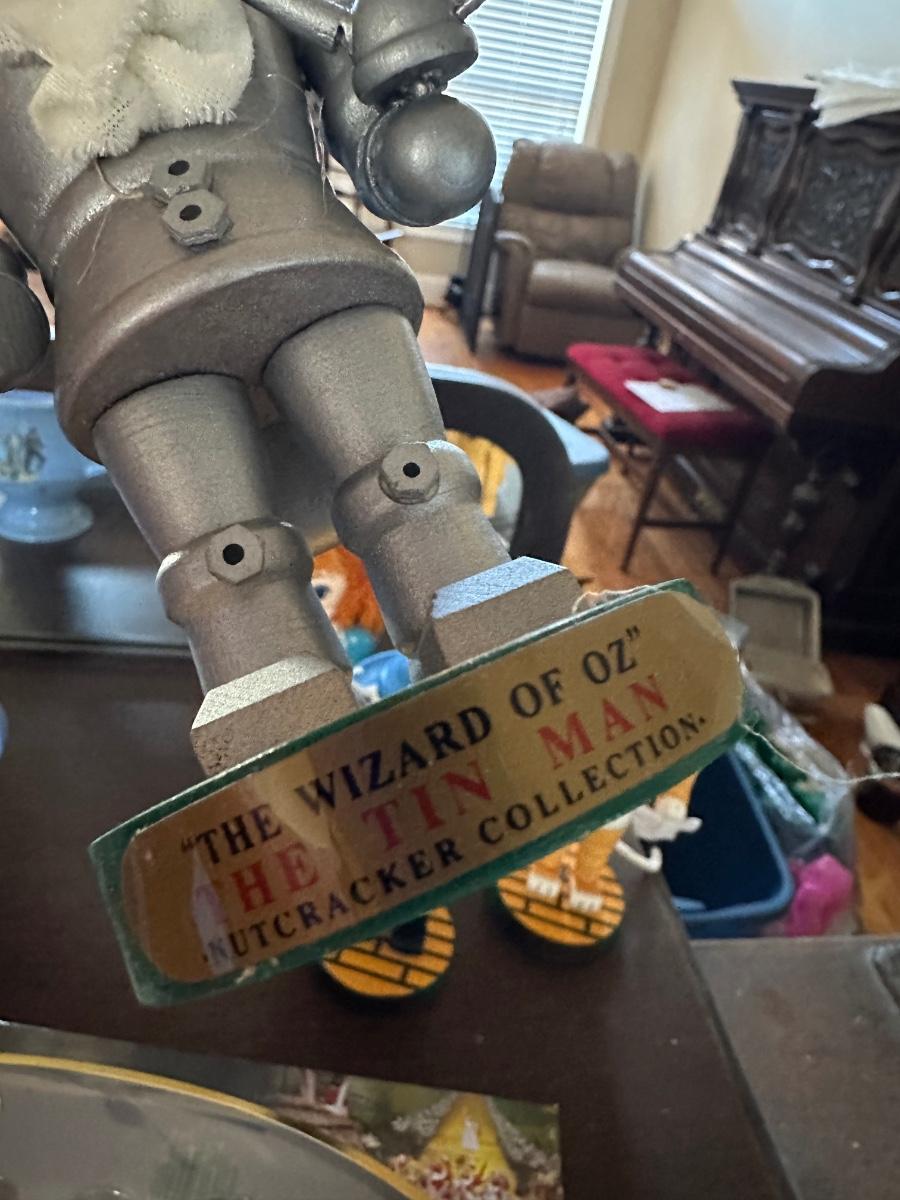 "THE WIZARD OF OZ"
THE TIN MAN
NUTCRACKER COLLECTION.